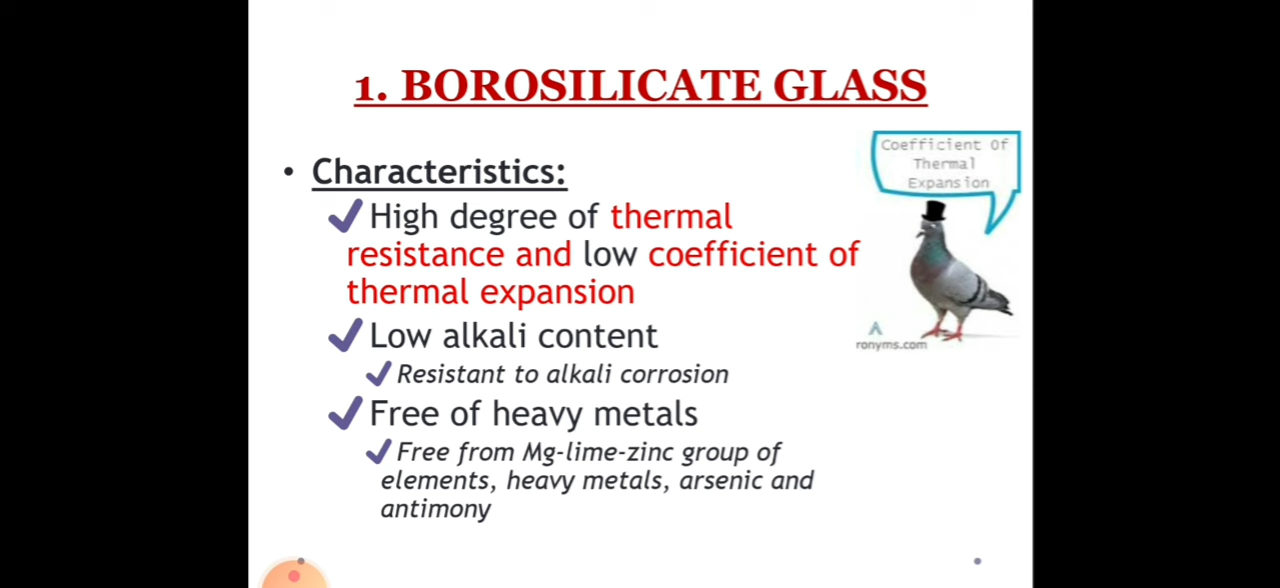 1. BOROSILICATE GLASS
Coefficient Of
Thermal
Expansion
• Characteristics:
✔High degree of thermal
resistance and low coefficient of
thermal expansion
✔Low alkali content
✔Resistant to alkali corrosion
✔Free of heavy metals
✔Free from Mg-lime-zinc group of
elements, heavy metals, arsenic and
antimony
A
ronyms.com